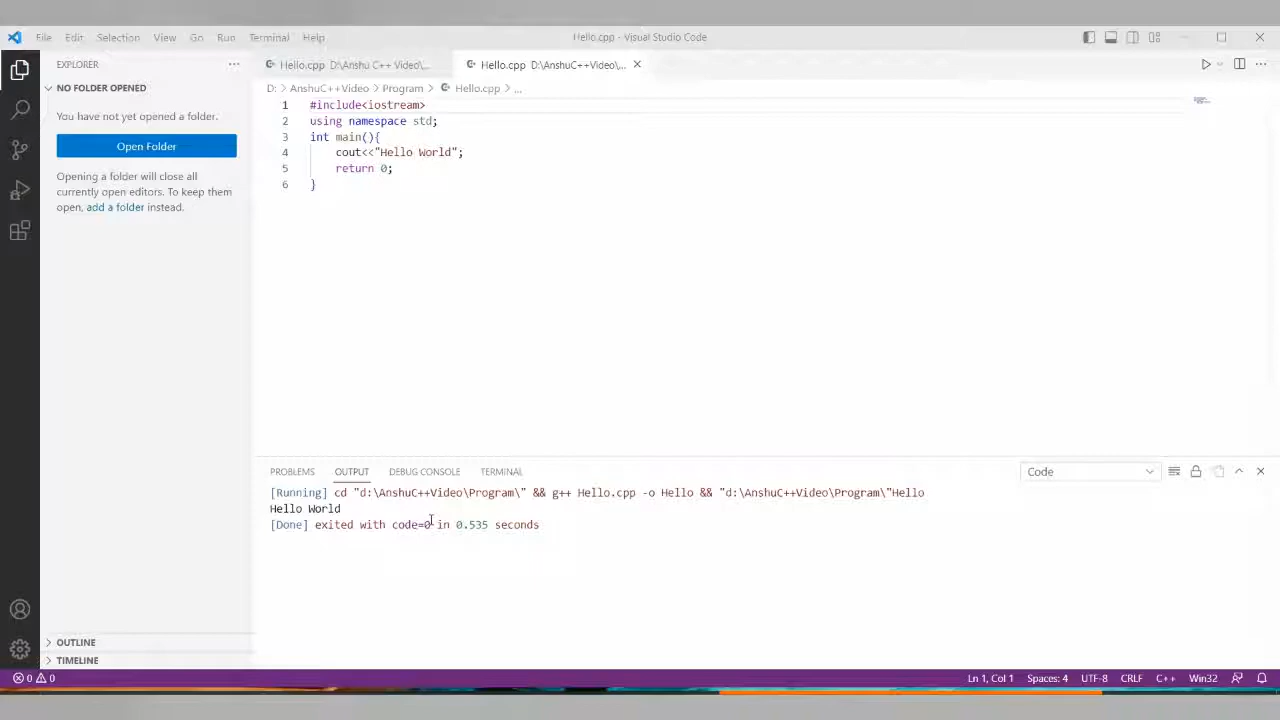 File Edit Selection View Go Run Terminal Help
Hello.cpp - Visual Studio Code
EXPLORER
Hello.cpp D:\Anshu C++ Video\...
Hello.cpp D:\AnshuC++Video\...
NO FOLDER OPENED
D: > AnshuC++Video > Program > Hello.cpp > ...
You have not yet opened a folder.
Open Folder
Opening a folder will close all
currently open editors. To keep them
open, add a folder instead.
1 #include<iostream>
2 using namespace std;
3 int main(){
4 cout<<"Hello World";
5 return 0;
6 }
PROBLEMS OUTPUT DEBUG CONSOLE TERMINAL
Code
[Running] cd "d:\AnshuC++Video\Program\" && g++ Hello.cpp -o Hello && "d:\AnshuC++Video\Program\"Hello
Hello World
[Done] exited with code=0 in 0.535 seconds
OUTLINE
TIMELINE
0 0
Ln 1, Col 1 Spaces: 4 UTF-8 CRLF C++ Win32